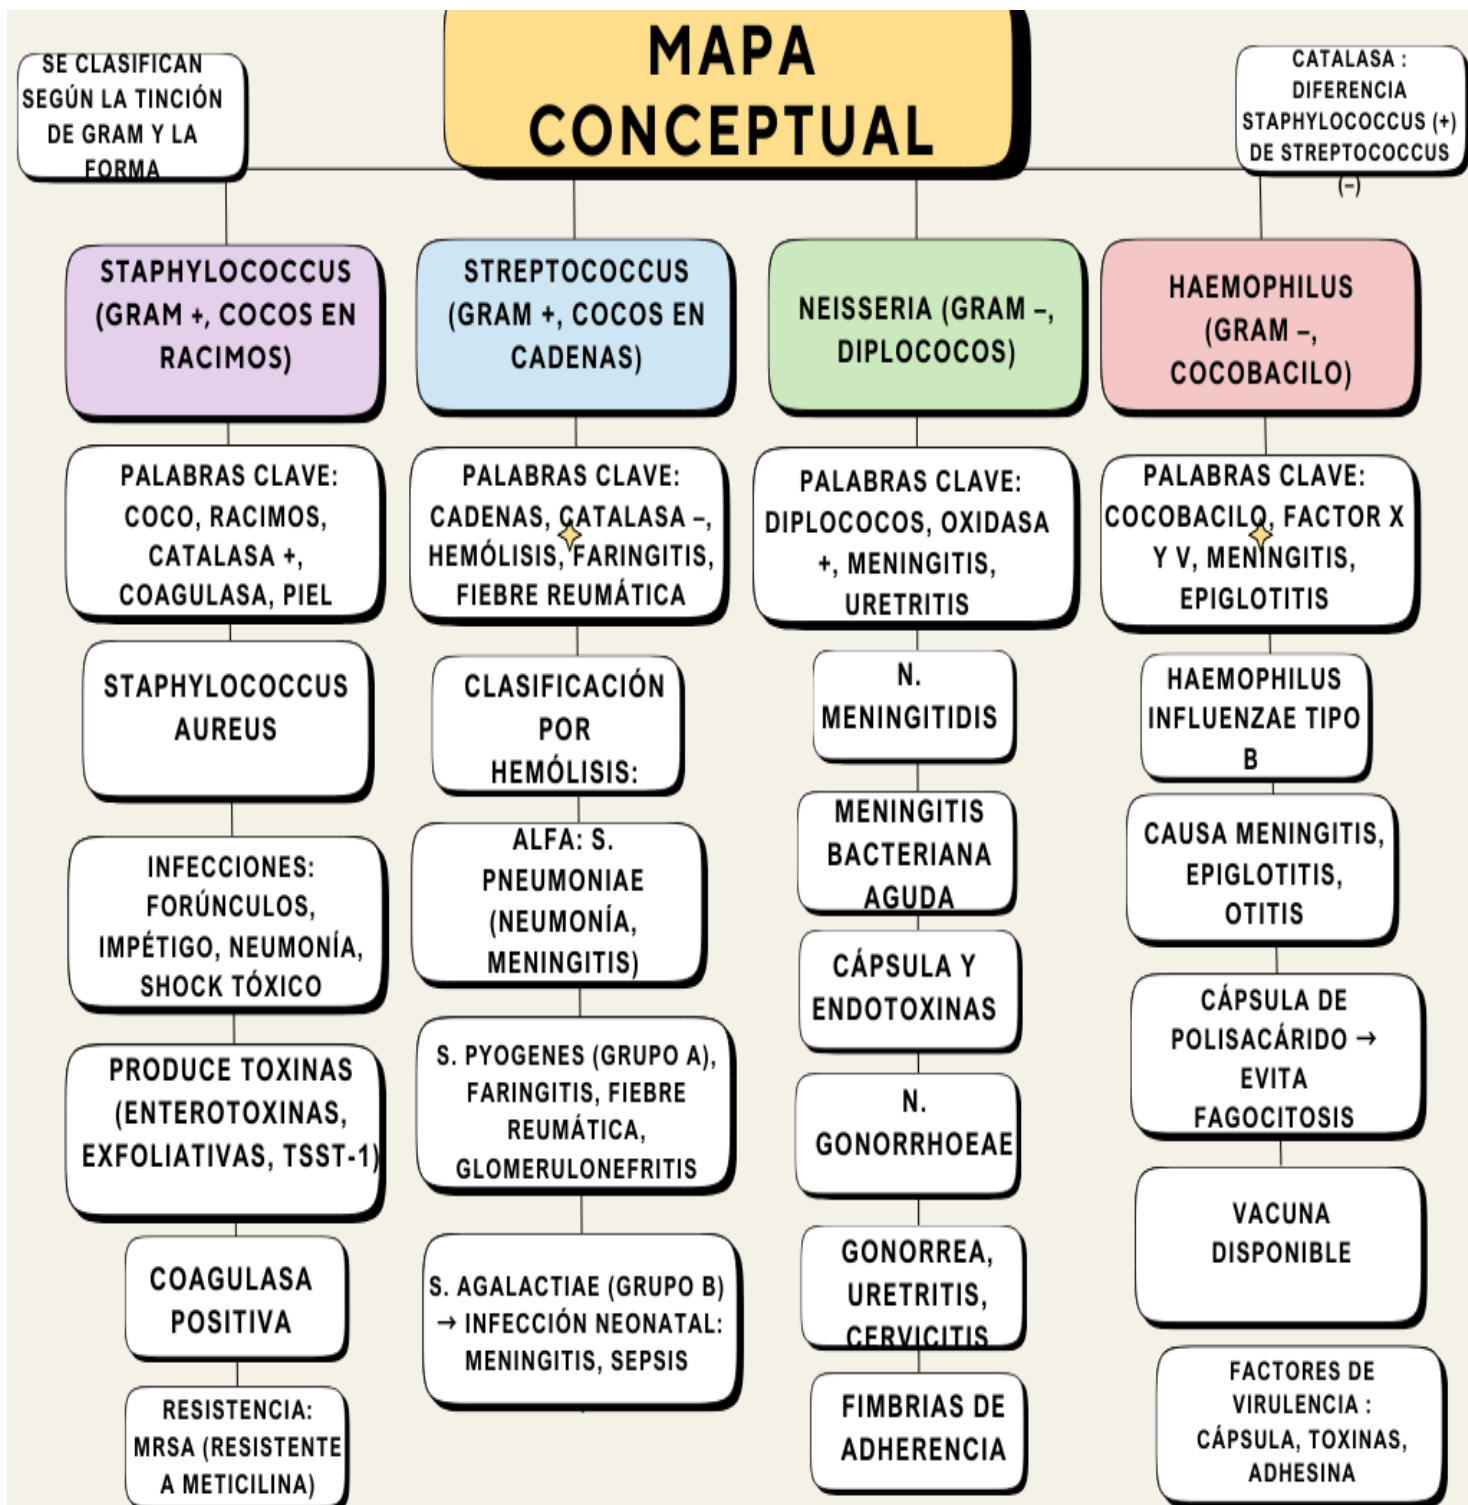 MAPA
CONCEPTUAL
SE CLASIFICAN
SEGÚN LA TINCIÓN
DE GRAM Y LA
FORMA
CATALASA :
DIFERENCIA
STAPHYLOCOCCUS (+)
DE STREPTOCOCCUS
(–)
STAPHYLOCOCCUS
(GRAM +, COCOS EN
RACIMOS)
PALABRAS CLAVE:
COCO, RACIMOS,
CATALASA +,
COAGULASA, PIEL
STAPHYLOCOCCUS
AUREUS
INFECCIONES:
FORÚNCULOS,
IMPÉTIGO, NEUMONÍA,
SHOCK TÓXICO
PRODUCE TOXINAS
(ENTEROTOXINAS,
EXFOLIATIVAS, TSST-1)
COAGULASA
POSITIVA
RESISTENCIA:
MRSA (RESISTENTE
A METICILINA)
STREPTOCOCCUS
(GRAM +, COCOS EN
CADENAS)
PALABRAS CLAVE:
CADENAS, CATALASA –,
HEMÓLISIS, FARINGITIS,
FIEBRE REUMÁTICA
CLASIFICACIÓN
POR
HEMÓLISIS:
ALFA: S.
PNEUMONIAE
(NEUMONÍA,
MENINGITIS)
S. PYOGENES (GRUPO A),
FARINGITIS, FIEBRE
REUMÁTICA,
GLOMERULONEFRITIS
S. AGALACTIAE (GRUPO B)
→ INFECCIÓN NEONATAL:
MENINGITIS, SEPSIS
NEISSERIA (GRAM –,
DIPLOCOCOS)
PALABRAS CLAVE:
DIPLOCOCOS, OXIDASA
+, MENINGITIS,
URETRITIS
N.
MENINGITIDIS
MENINGITIS
BACTERIANA
AGUDA
CÁPSULA Y
ENDOTOXINAS
N.
GONORRHOEAE
GONORREA,
URETRITIS,
CERVICITIS
FIMBRIAS DE
ADHERENCIA
HAEMOPHILUS
(GRAM –,
COCOBACILO)
PALABRAS CLAVE:
COCOBACILO, FACTOR X
Y V, MENINGITIS,
EPIGLOTITIS
HAEMOPHILUS
INFLUENZAE TIPO
B
CAUSA MENINGITIS,
EPIGLOTITIS,
OTITIS
CÁPSULA DE
POLISACÁRIDO →
EVITA
FAGOCITOSIS
VACUNA
DISPONIBLE
FACTORES DE
VIRULENCIA :
CÁPSULA, TOXINAS,
ADHESINA